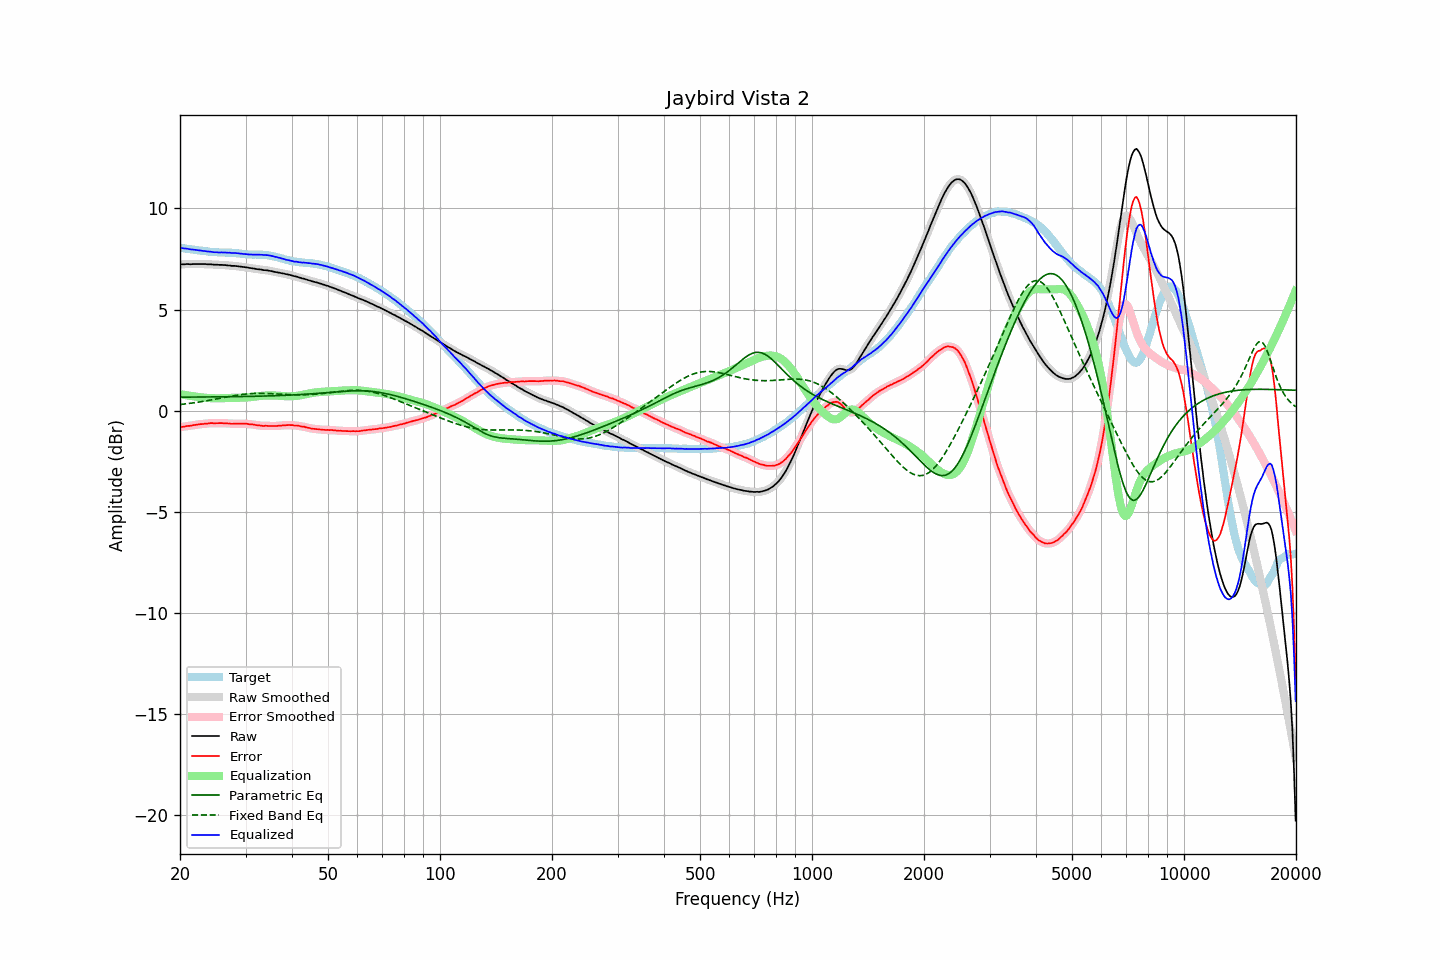 Jaybird Vista 2
Amplitude (dBr)
10
5
0
−5
−10
−15
−20
Target
Raw Smoothed
Error Smoothed
Raw
Error
Equalization
Parametric Eq
Fixed Band Eq
Equalized
20 50 100 200 500 1000 2000 5000 10000 20000
Frequency (Hz)